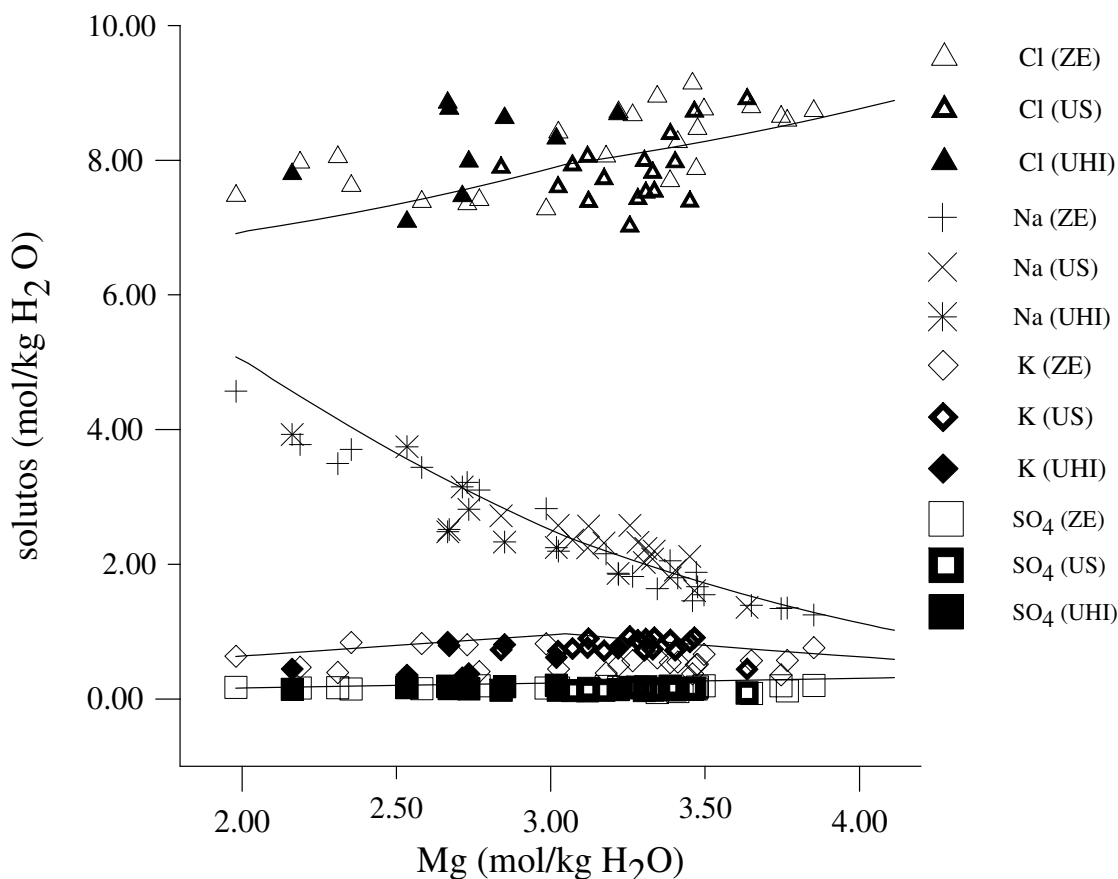 10.00
8.00
6.00
4.00
2.00
0.00
solutos (mol/kg H2O)
2.00 2.50 3.00 3.50 4.00
Mg (mol/kg H2O)
Cl (ZE)
Cl (US)
Cl (UHI)
Na (ZE)
Na (US)
Na (UHI)
K (ZE)
K (US)
K (UHI)
SO4 (ZE)
SO4 (US)
SO4 (UHI)